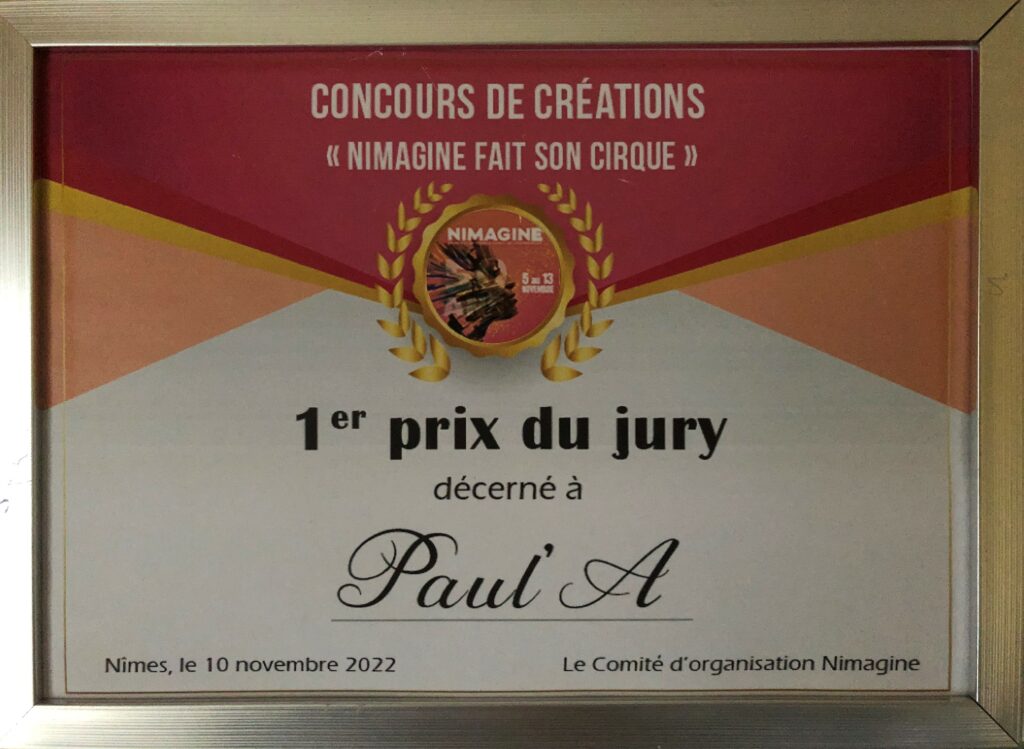 CONCOURS DE CRÉATIONS
« NIMAGINE FAIT SON CIRQUE »
NIMAGINE
5 au 13
NOVEMBRE
1er prix du jury
décerné à
Paul'A
Nîmes, le 10 novembre 2022
Le Comité d'organisation Nimagine